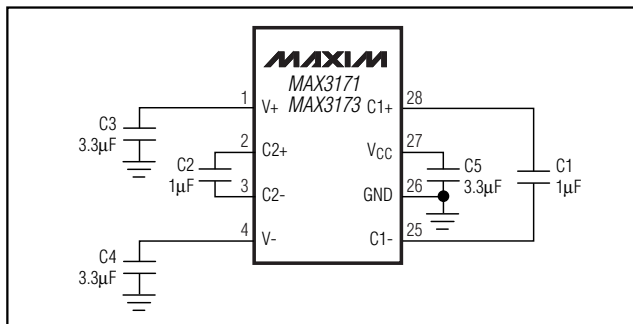 MAXIM
MAX3171
MAX3173
1
V+
C1+
28
C3
3.3µF
2
C2+
VCC
27
C2
1µF
C5
3.3µF
C1
1µF
3
C2-
GND
26
4
V-
C1-
25
C4
3.3µF